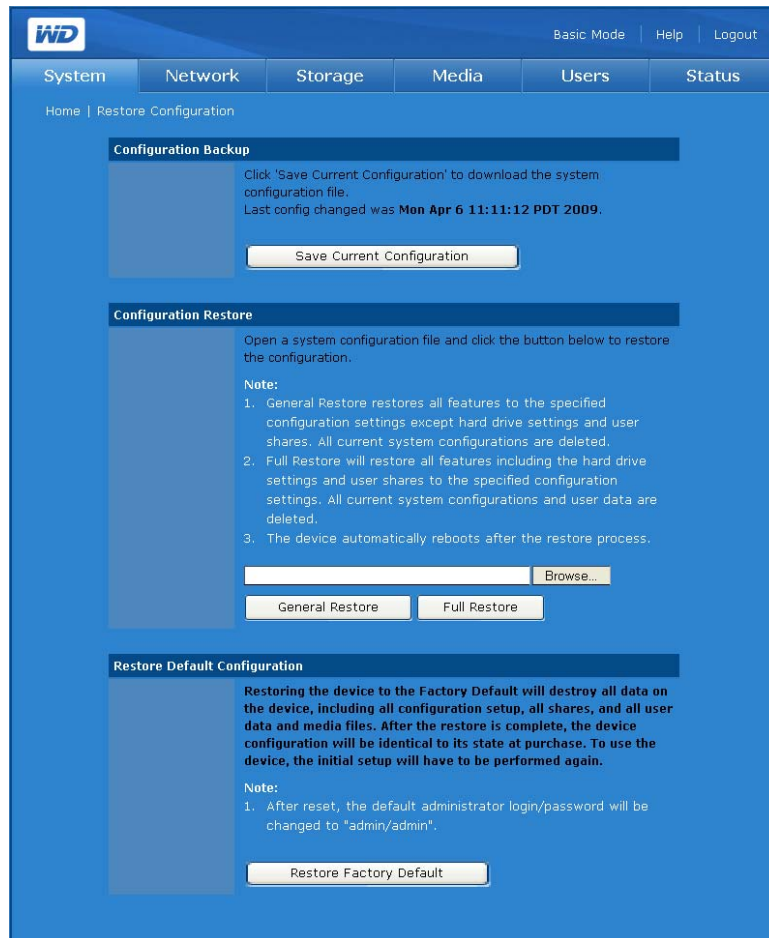 WD
Basic Mode | Help | Logout
System Network Storage Media Users Status
Home | Restore Configuration
Configuration Backup
Click 'Save Current Configuration' to download the system
configuration file.
Last config changed was Mon Apr 6 11:11:12 PDT 2009.
Save Current Configuration
Configuration Restore
Open a system configuration file and click the button below to restore
the configuration.
Note:
1. General Restore restores all features to the specified
configuration settings except hard drive settings and user
shares. All current system configurations are deleted.
2. Full Restore will restore all features including the hard drive
settings and user shares to the specified configuration
settings. All current system configurations and user data are
deleted.
3. The device automatically reboots after the restore process.
Browse...
General Restore Full Restore
Restore Default Configuration
Restoring the device to the Factory Default will destroy all data on
the device, including all configuration setup, all shares, and all user
data and media files. After the restore is complete, the device
configuration will be identical to its state at purchase. To use the
device, the initial setup will have to be performed again.
Note:
1. After reset, the default administrator login/password will be
changed to "admin/admin".
Restore Factory Default